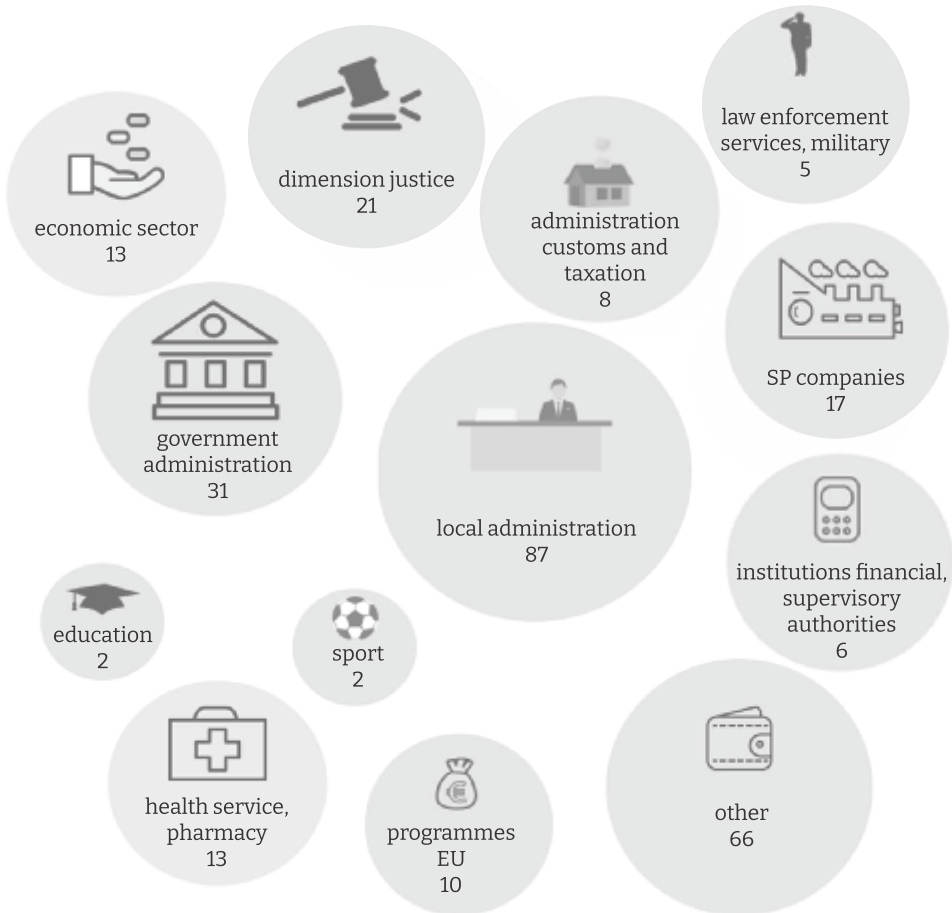 law enforcement
services, military
5
dimension justice
21
economic sector
13
administration
customs and
taxation
8
SP companies
17
government
administration
31
local administration
87
institutions financial,
supervisory
authorities
6
education
2
sport
2
health service,
pharmacy
13
programmes
EU
10
other
66